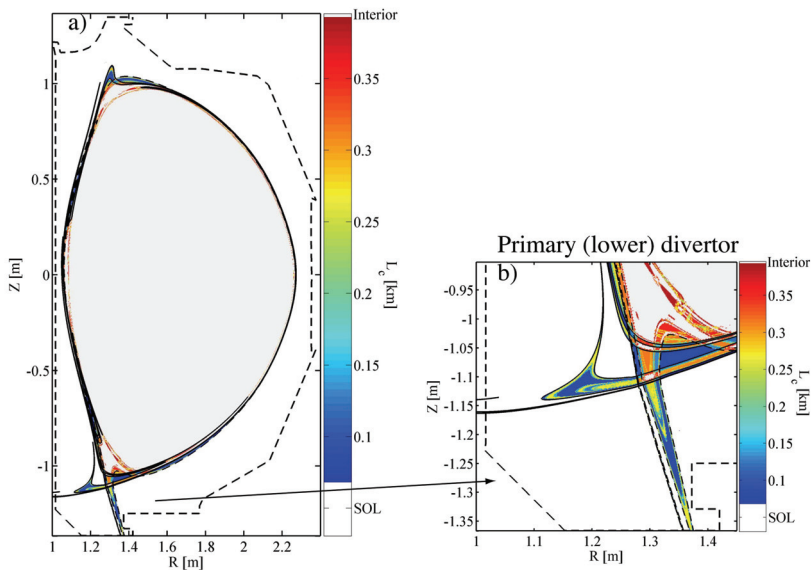 a)
Interior
0.35
0.3
0.25
0.2
0.15
0.1
SOL
L_c [km]
1
0.5
0
-0.5
-1
Z [m]
1 1.2 1.4 1.6 1.8 2 2.2
R [m]
Primary (lower) divertor
b)
Interior
0.35
0.3
0.25
0.2
0.15
0.1
SOL
L_c [km]
-0.95
-1
-1.05
-1.1
-1.15
-1.2
-1.25
-1.3
-1.35
Z [m]
1 1.1 1.2 1.3 1.4
R [m]